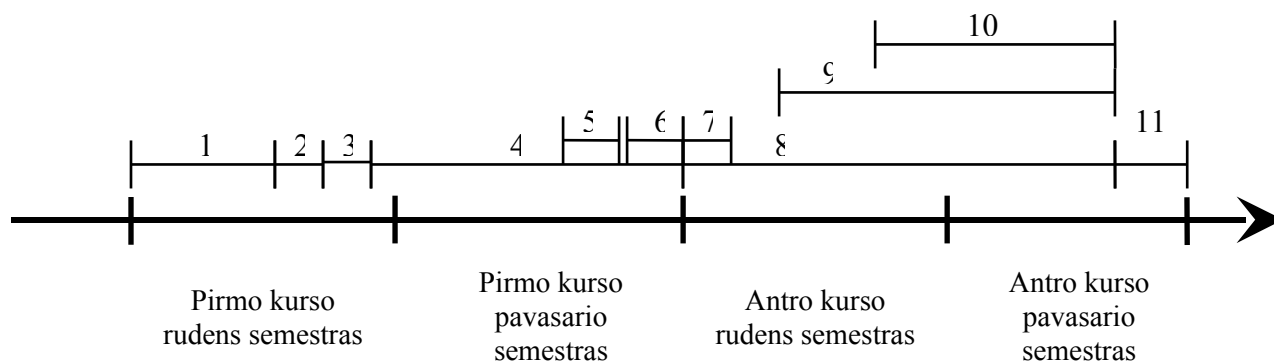 10
9
5 6 7 11
1 2 3 4 8
Pirmo kurso
rudens semestras
Pirmo kurso
pavasario
semestras
Antro kurso
rudens semestras
Antro kurso
pavasario
semestras